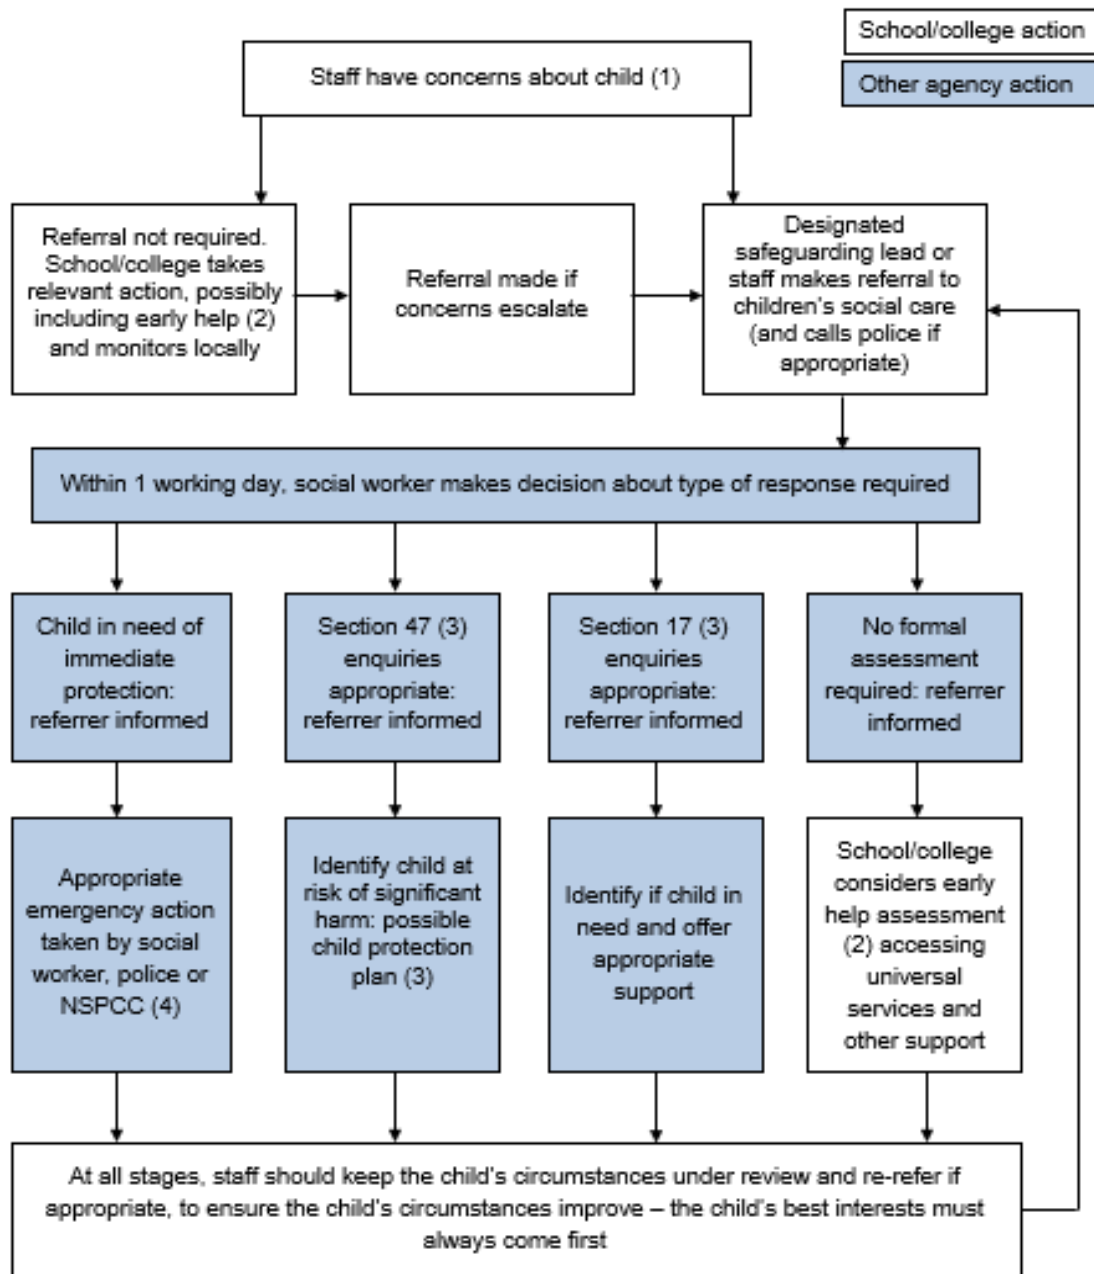 School/college action
Other agency action
Staff have concerns about child (1)
Referral not required.
School/college takes
relevant action, possibly
including early help (2)
and monitors locally
Referral made if
concerns escalate
Designated
safeguarding lead or
staff makes referral to
children's social care
(and calls police if
appropriate)
Within 1 working day, social worker makes decision about type of response required
Child in need of
immediate
protection:
referrer informed
Section 47 (3)
enquiries
appropriate:
referrer informed
Section 17 (3)
enquiries
appropriate:
referrer informed
No formal
assessment
required: referrer
informed
Appropriate
emergency action
taken by social
worker, police or
NSPCC (4)
Identify child at
risk of significant
harm: possible
child protection
plan (3)
Identify if child in
need and offer
appropriate
support
School/college
considers early
help assessment
(2) accessing
universal
services and
other support
At all stages, staff should keep the child's circumstances under review and re-refer if
appropriate, to ensure the child's circumstances improve – the child's best interests must
always come first